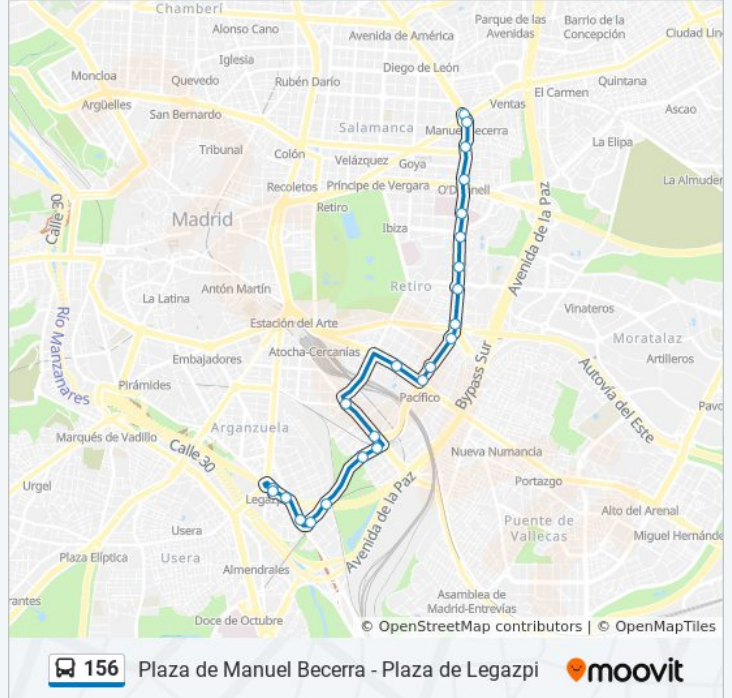 Chamberí
Alonso Cano
Avenida de América
Parque de las
Avenidas
Barrio de la
Concepción
Ciudad Lin
Iglesia
Diego de León
Moncloa
Quevedo
Rubén Darío
Quintana
El Carmen
Ventas
Argüelles
San Bernardo
Ascao
Salamanca
Manuel Becerra
Tribunal
Colón
La Elipa
Velázquez
Goya
Recoletos
Príncipe de Vergara
O'Donnell
La Almuden
Calle 30
Madrid
Retiro
Ibiza
Avenida de la Paz
Antón Martín
Retiro
La Latina
Vinateros
Río Manzanares
Estación del Arte
Moratalaz
Embajadores
Atocha-Cercanías
Artilleros
Bypass Sur
Autovía del Este
Pirámides
Pacífico
Pavo
Marqués de Vadillo
Arganzuela
Calle 30
Nueva Numancia
Urgel
Legazpi
Portazgo
Avenida de la Paz
Alto del Arenal
Usera
Puente de
Vallecas
Miguel Hernánde
Plaza Elíptica
Usera
Almendrales
rantes
Asamblea de
Madrid-Entrevías
Doce de Octubre
© OpenStreetMap contributors | © OpenMapTiles
156 Plaza de Manuel Becerra - Plaza de Legazpi moovit